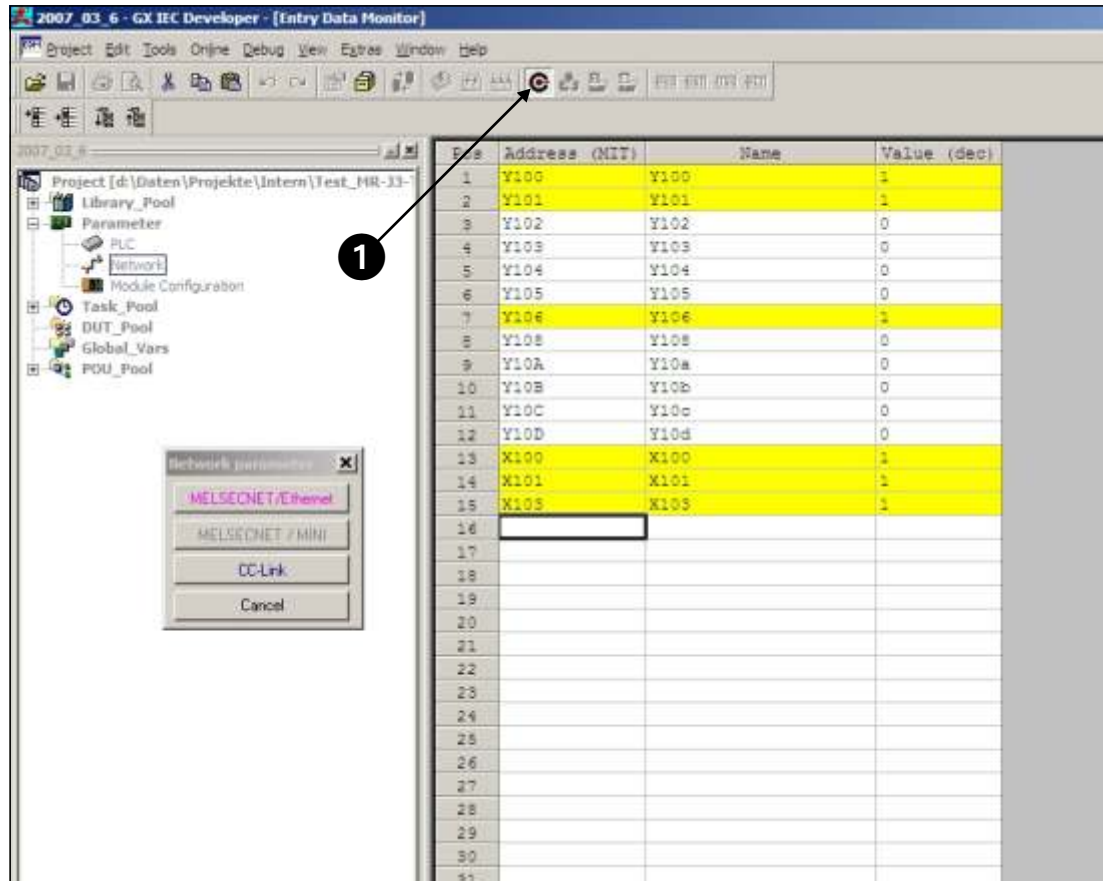 2007_03_6 - GX IEC Developer - [Entry Data Monitor]
Project Edit Tools Online Debug View Extras Window Help
2007_03_6
Project [d:\Daten\Projekte\Intern\Test_MR-J3-
Library_Pool
Parameter
PLC
Network
Module Configuration
Task_Pool
DUT_Pool
Global_Vars
POU_Pool
1
Network parameter
MELSECNET/Ethernet
MELSECNET / MINI
CC-Link
Cancel
Pos Address (MIT) Name Value (dec)
1 Y100 Y100 1
2 Y101 Y101 1
3 Y102 Y102 0
4 Y103 Y103 0
5 Y104 Y104 0
6 Y105 Y105 0
7 Y106 Y106 1
8 Y108 Y108 0
9 Y10A Y10a 0
10 Y10B Y10b 0
11 Y10C Y10c 0
12 Y10D Y10d 0
13 X100 X100 1
14 X101 X101 1
15 X103 X103 1
16
17
18
19
20
21
22
23
24
25
26
27
28
29
30
31